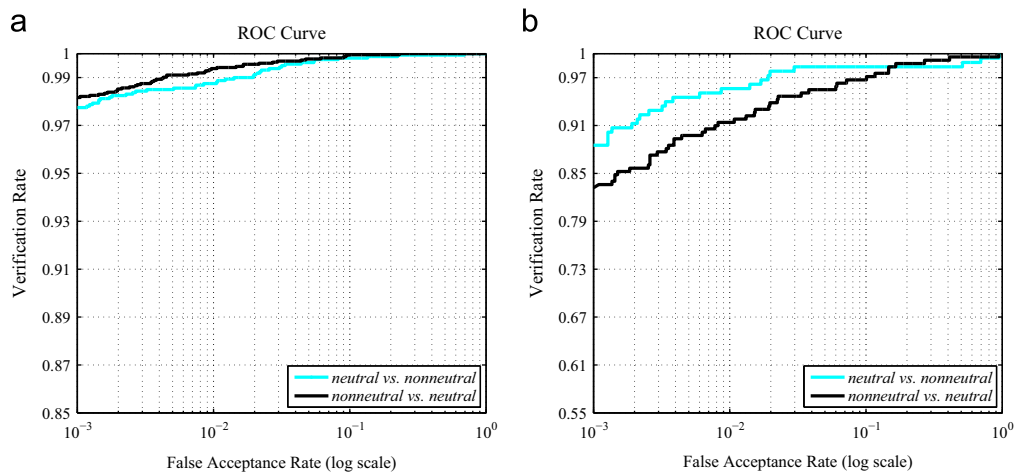 a
ROC Curve
Verification Rate
1
0.99
0.97
0.95
0.93
0.91
0.89
0.87
0.85
10⁻³
10⁻²
10⁻¹
10⁰
False Acceptance Rate (log scale)
neutral vs. nonneutral
nonneutral vs. neutral
b
ROC Curve
Verification Rate
1
0.97
0.91
0.85
0.79
0.73
0.67
0.61
0.55
10⁻³
10⁻²
10⁻¹
10⁰
False Acceptance Rate (log scale)
neutral vs. nonneutral
nonneutral vs. neutral